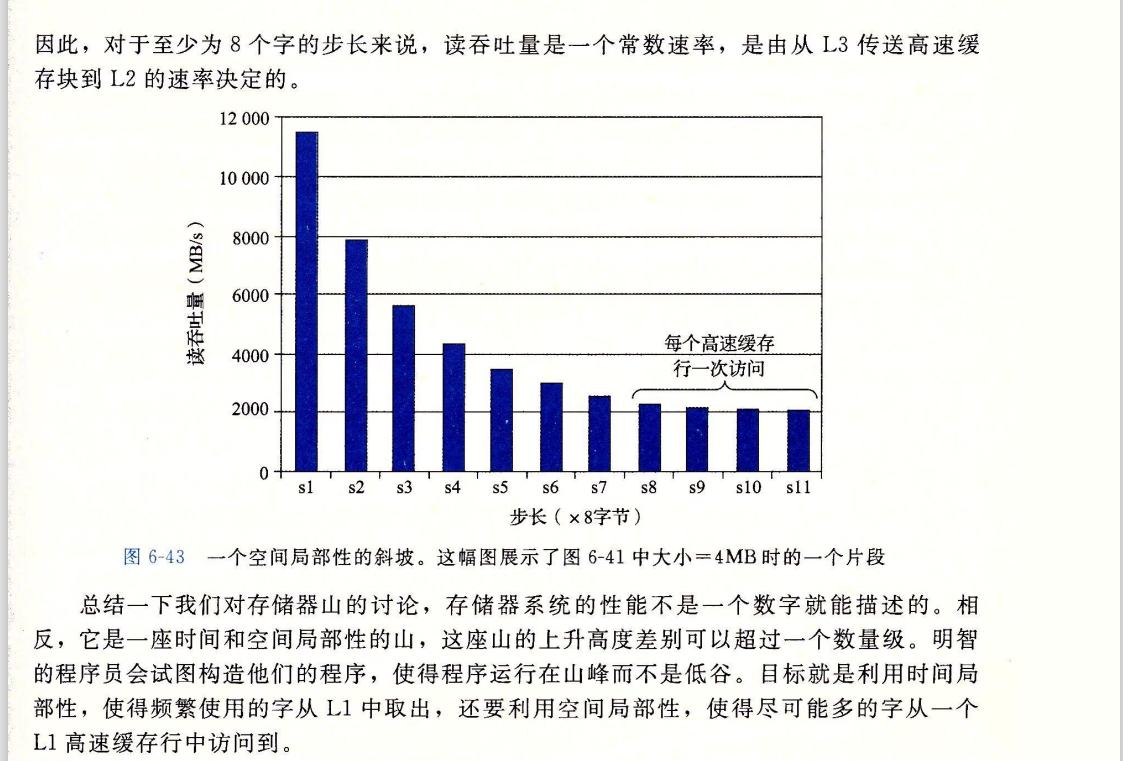 因此，对于至少为 8 个字的步长来说，读吞吐量是一个常数速率，是由从 L3 传送高速缓
存块到 L2 的速率决定的。
12 000
10 000
8000
6000
4000
2000
0
读吞吐量（MB/s）
每个高速缓存
行一次访问
s1 s2 s3 s4 s5 s6 s7 s8 s9 s10 s11
步长（×8字节）
图 6-43 一个空间局部性的斜坡。这幅图展示了图 6-41 中大小＝4MB 时的一个片段
总结一下我们对存储器山的讨论，存储器系统的性能不是一个数字就能描述的。相
反，它是一座时间和空间局部性的山，这座山的上升高度差别可以超过一个数量级。明智
的程序员会试图构造他们的程序，使得程序运行在山峰而不是低谷。目标就是利用时间局
部性，使得频繁使用的字从 L1 中取出，还要利用空间局部性，使得尽可能多的字从一个
L1 高速缓存行中访问到。